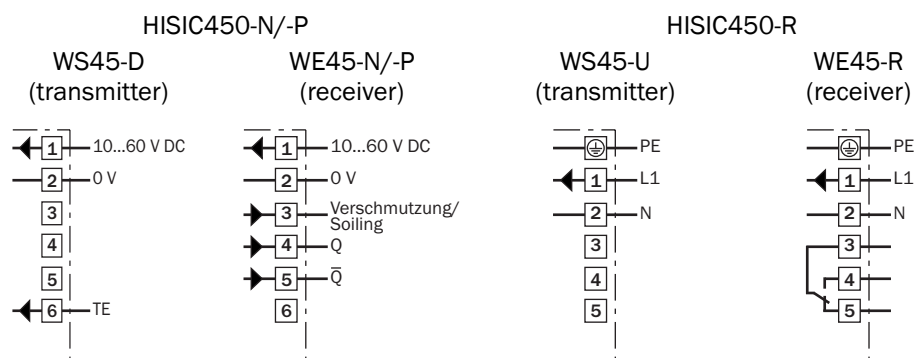 HISIC450-N/-P
HISIC450-R
WS45-D
(transmitter)
WE45-N/-P
(receiver)
WS45-U
(transmitter)
WE45-R
(receiver)
1 10...60 V DC
2 0 V
3
4
5
6 TE
1 10...60 V DC
2 0 V
3 Verschmutzung/
Soiling
4 Q
5 Q̅
6
PE
1 L1
2 N
3
4
5
PE
1 L1
2 N
3
4
5